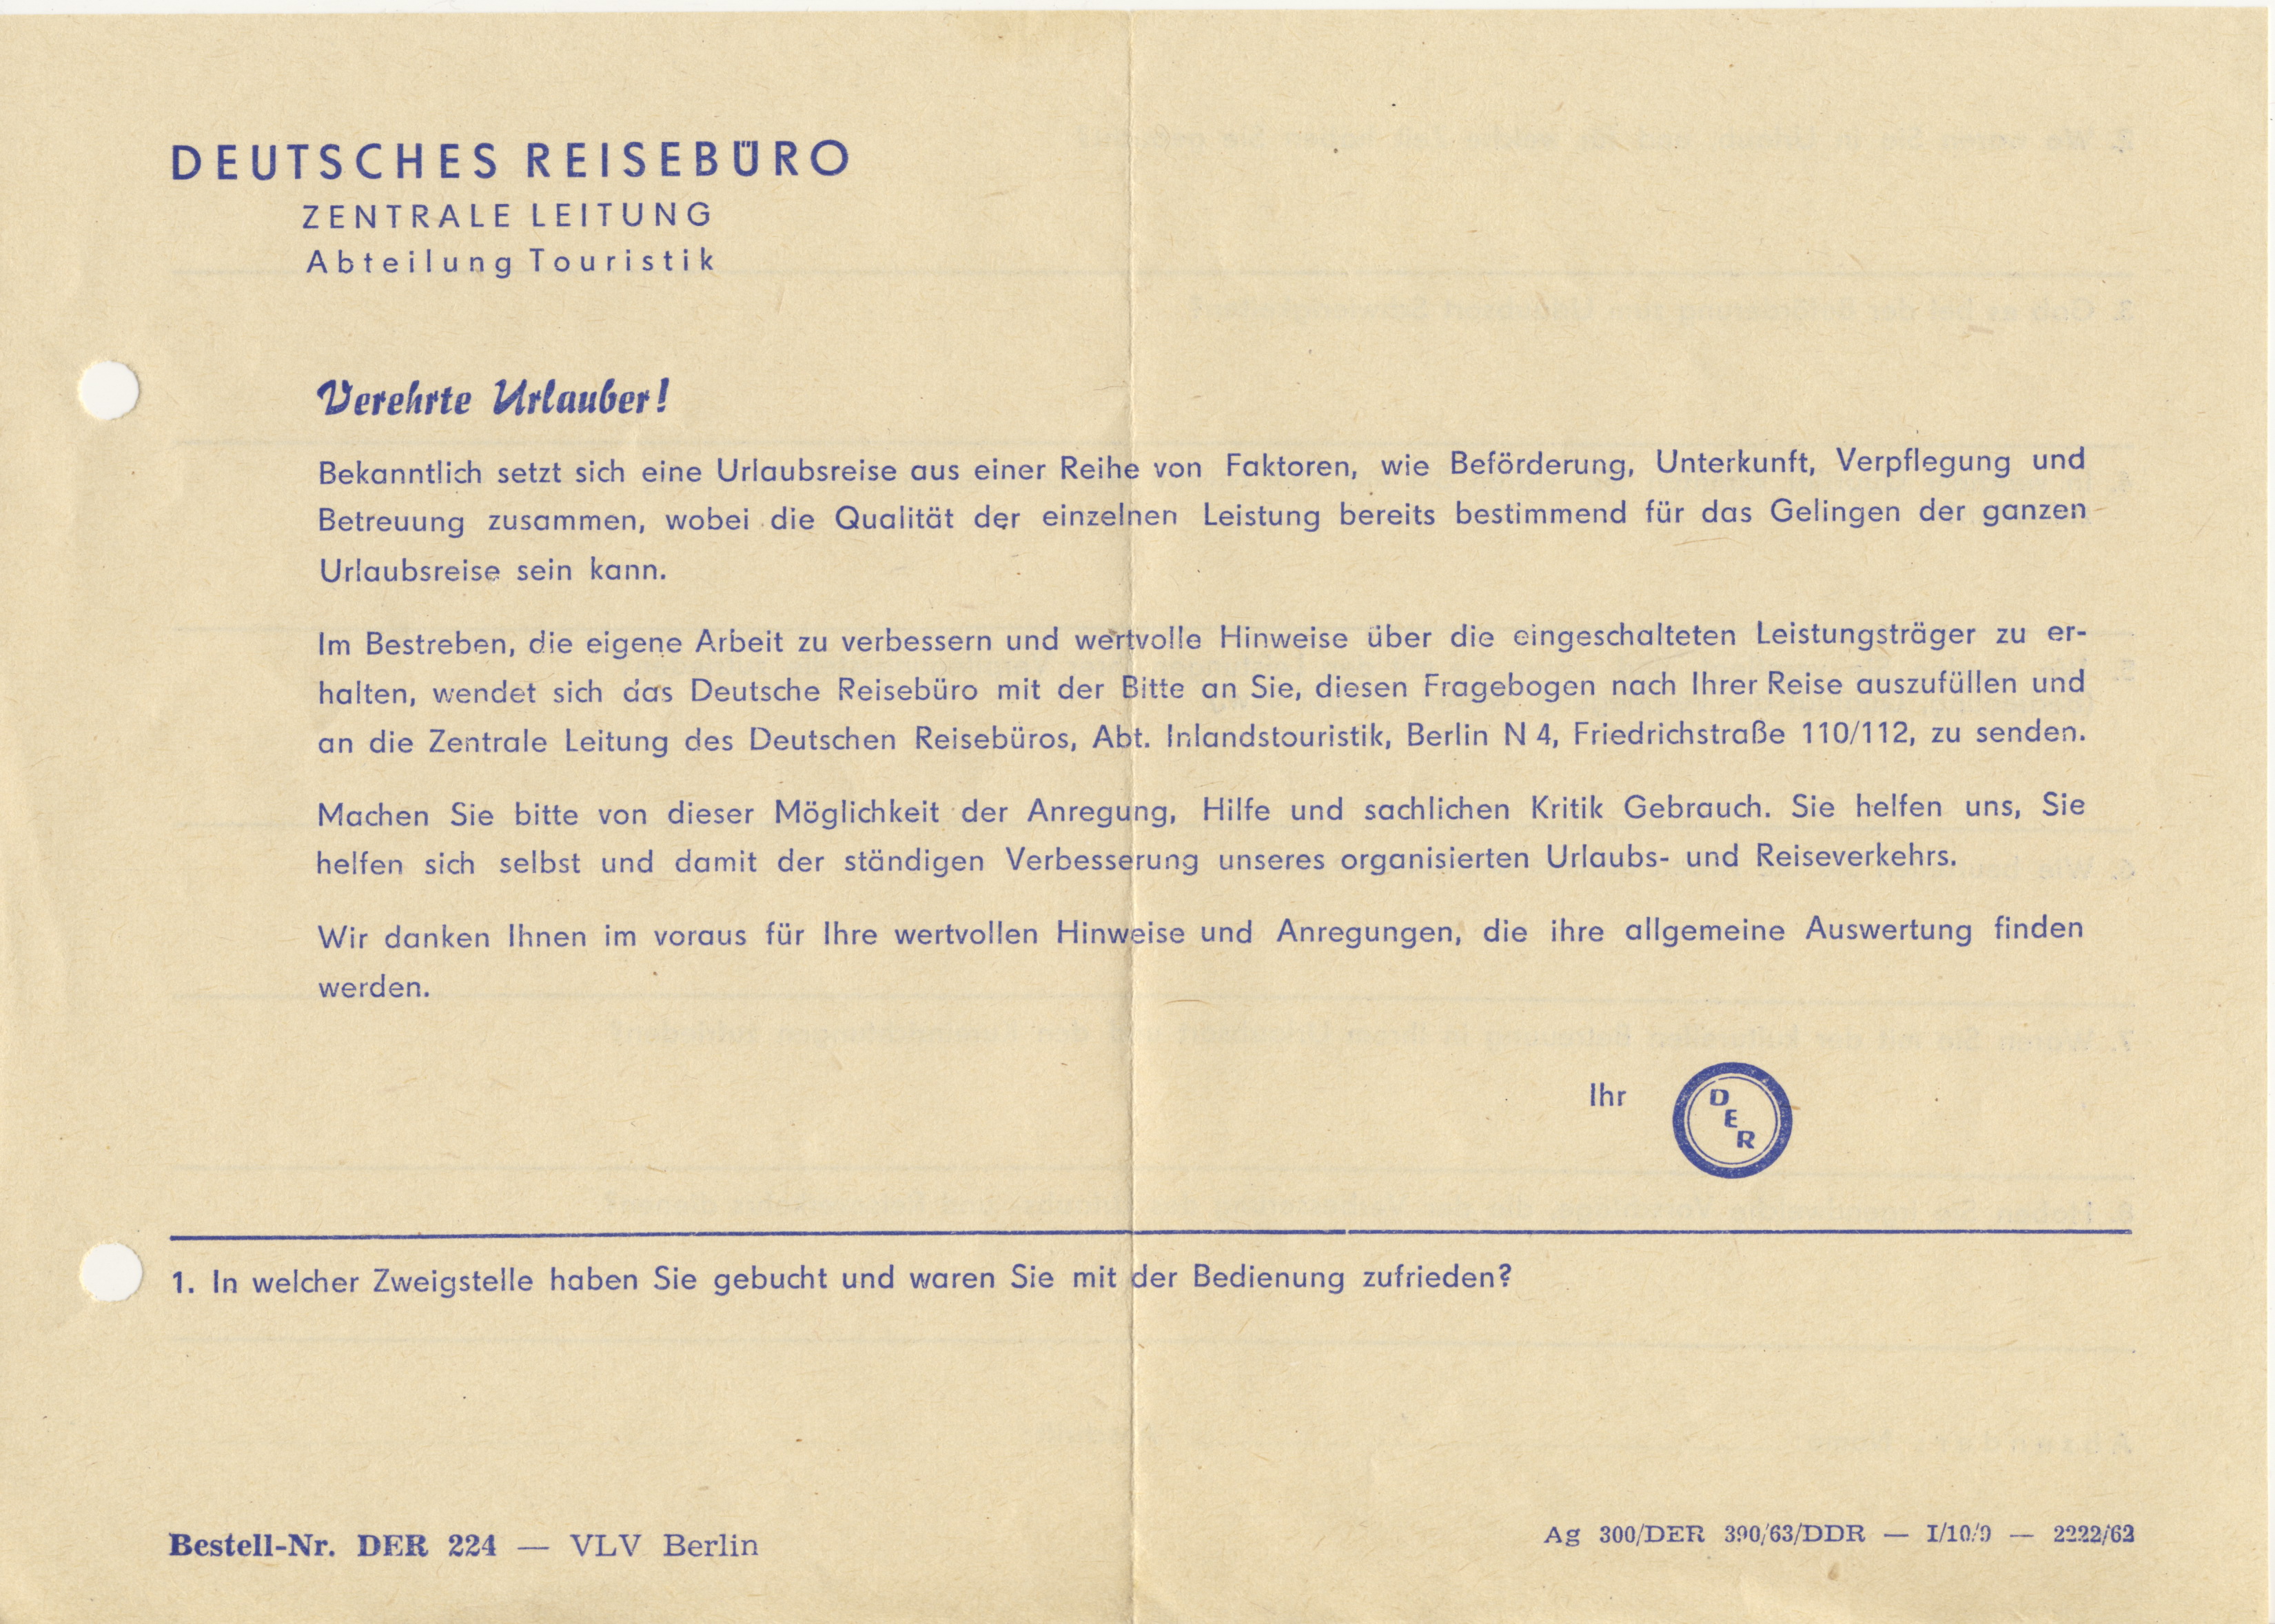 DEUTSCHES REISEBÜRO
ZENTRALE LEITUNG
Abteilung Touristik
Verehrte Urlauber!
Bekanntlich setzt sich eine Urlaubsreise aus einer Reihe von Faktoren, wie Beförderung, Unterkunft, Verpflegung und
Betreuung zusammen, wobei die Qualität der einzelnen Leistung bereits bestimmend für das Gelingen der ganzen
Urlaubsreise sein kann.
Im Bestreben, die eigene Arbeit zu verbessern und wertvolle Hinweise über die eingeschalteten Leistungsträger zu er-
halten, wendet sich das Deutsche Reisebüro mit der Bitte an Sie, diesen Fragebogen nach Ihrer Reise auszufüllen und
an die Zentrale Leitung des Deutschen Reisebüros, Abt. Inlandstouristik, Berlin N 4, Friedrichstraße 110/112, zu senden.
Machen Sie bitte von dieser Möglichkeit der Anregung, Hilfe und sachlichen Kritik Gebrauch. Sie helfen uns, Sie
helfen sich selbst und damit der ständigen Verbesserung unseres organisierten Urlaubs- und Reiseverkehrs.
Wir danken Ihnen im voraus für Ihre wertvollen Hinweise und Anregungen, die ihre allgemeine Auswertung finden
werden.
Ihr DER
1. In welcher Zweigstelle haben Sie gebucht und waren Sie mit der Bedienung zufrieden?
Bestell-Nr. DER 224 — VLV Berlin
Ag 300/DER 390/63/DDR — I/10/9 — 2222/62